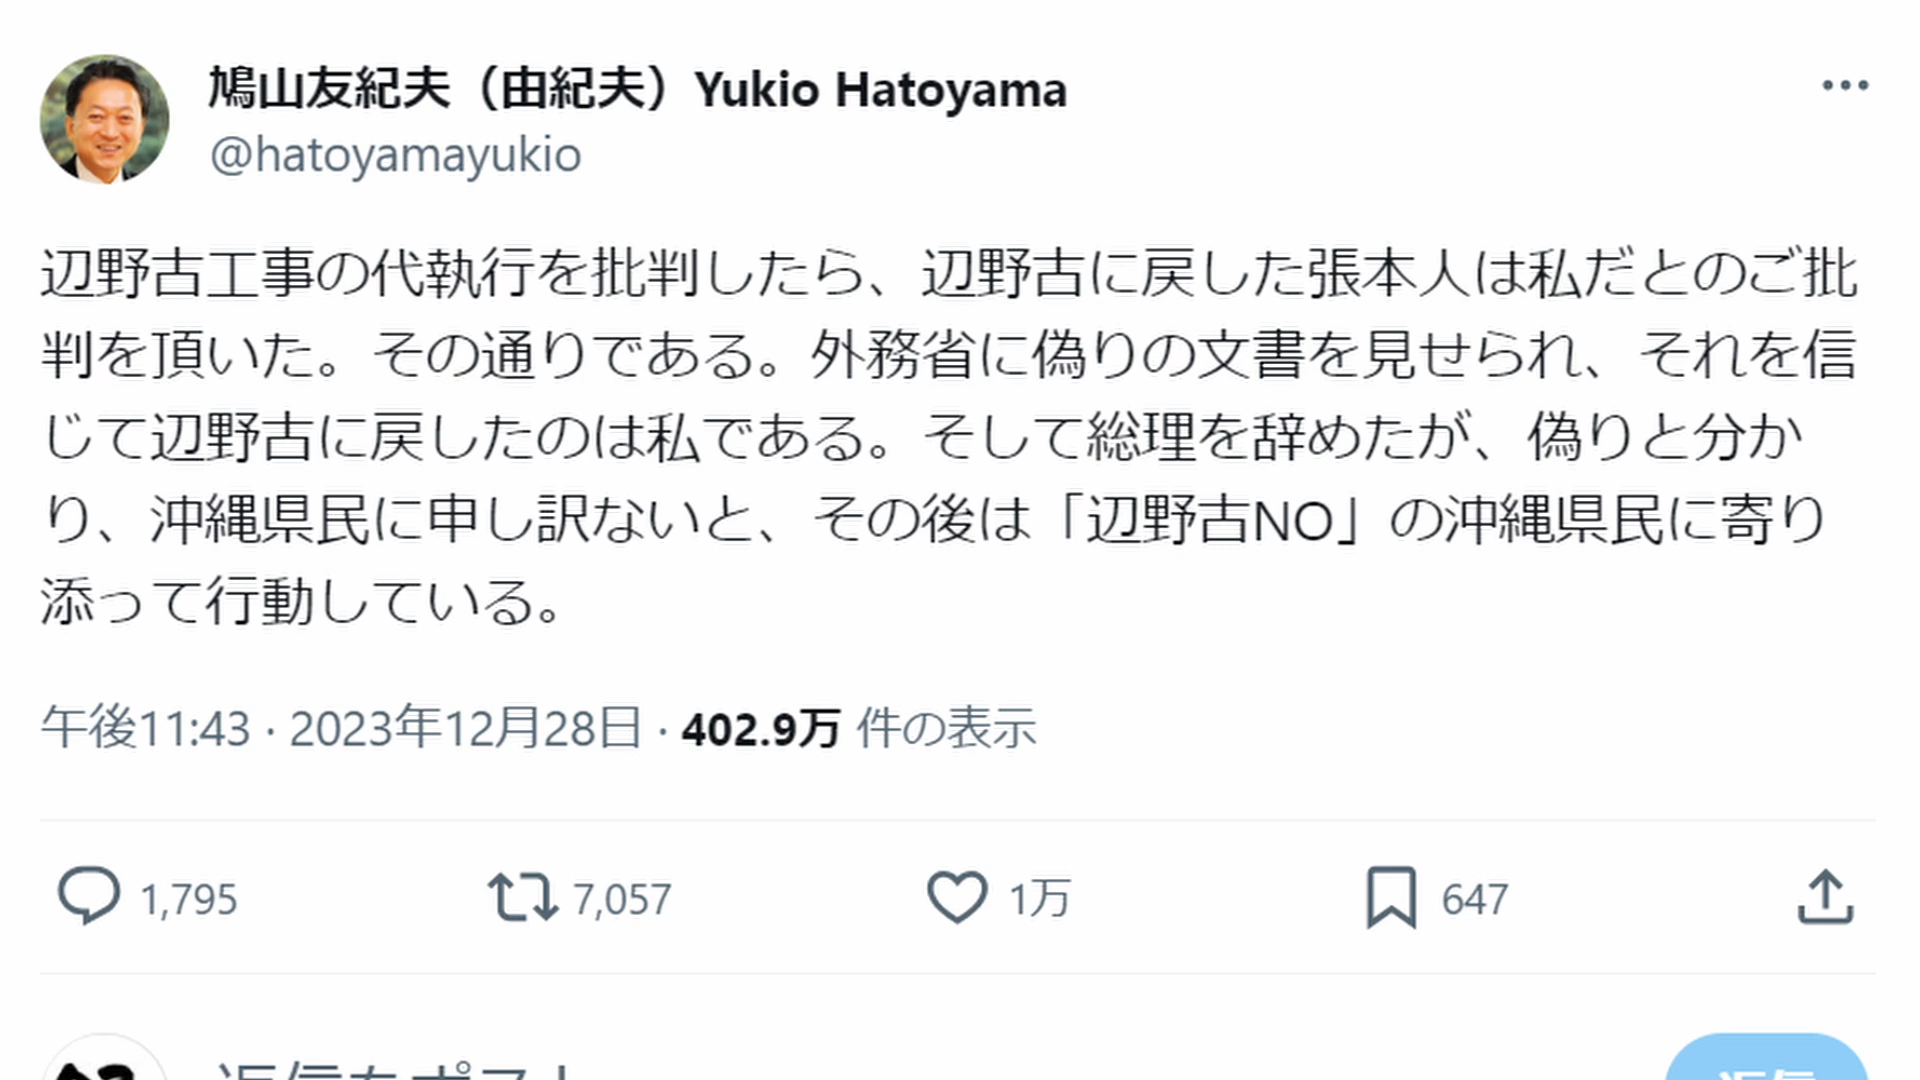 鳩山友紀夫（由紀夫）Yukio Hatoyama
@hatoyamayukio
辺野古工事の代執行を批判したら、辺野古に戻した張本人は私だとのご批
判を頂いた。その通りである。外務省に偽りの文書を見せられ、それを信
じて辺野古に戻したのは私である。そして総理を辞めたが、偽りと分か
り、沖縄県民に申し訳ないと、その後は「辺野古NO」の沖縄県民に寄り
添って行動している。
午後11:43 · 2023年12月28日 · 402.9万 件の表示
1,795 7,057 1万 647
返信をポスト 返信